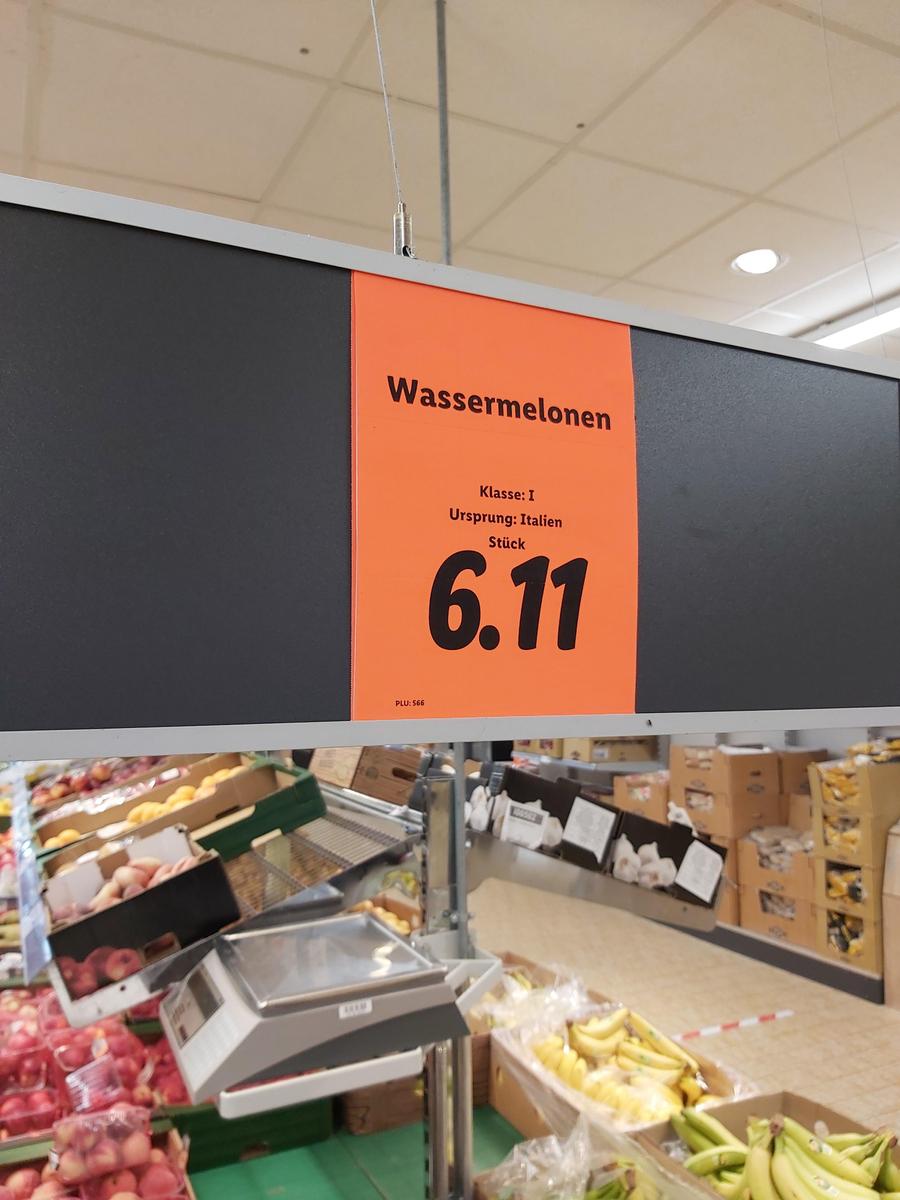 Wassermelonen
Klasse: I
Ursprung: Italien
Stück
6.11
PLU: 566